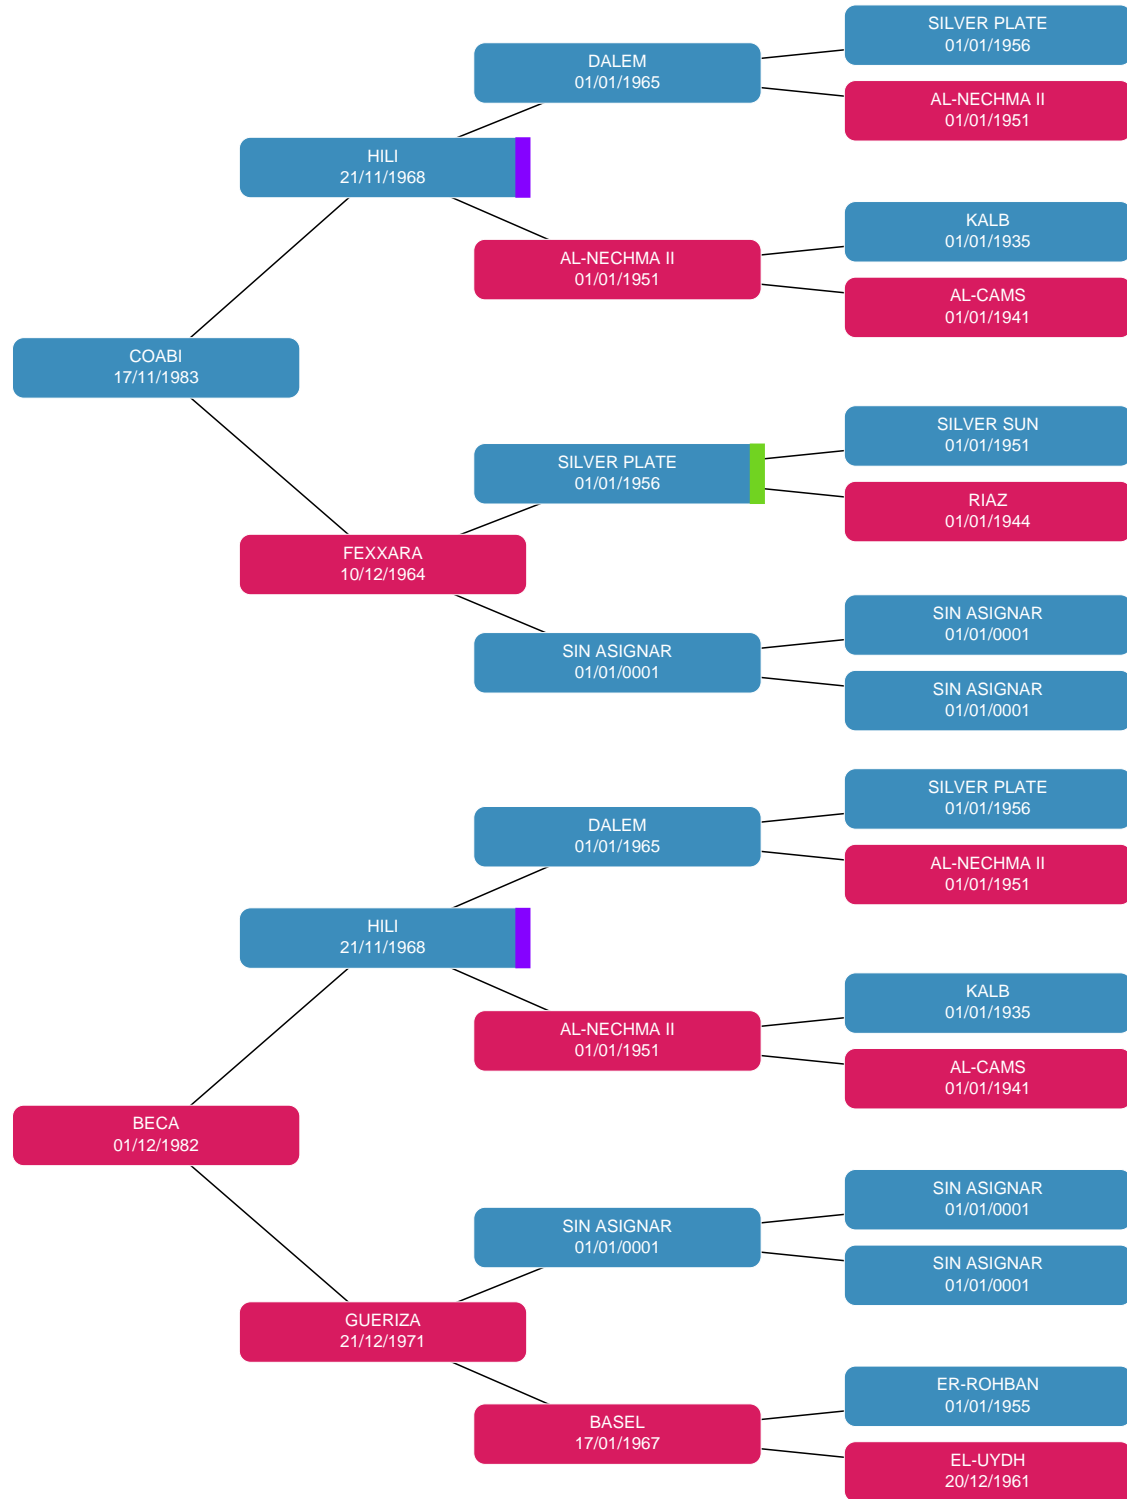 SILVER PLATE
01/01/1956
DALEM
01/01/1965
AL-NECHMA II
01/01/1951
HILI
21/11/1968
KALB
01/01/1935
AL-NECHMA II
01/01/1951
AL-CAMS
01/01/1941
COABI
17/11/1983
SILVER SUN
01/01/1951
SILVER PLATE
01/01/1956
RIAZ
01/01/1944
FEXXARA
10/12/1964
SIN ASIGNAR
01/01/0001
SIN ASIGNAR
01/01/0001
SIN ASIGNAR
01/01/0001
SILVER PLATE
01/01/1956
DALEM
01/01/1965
AL-NECHMA II
01/01/1951
HILI
21/11/1968
KALB
01/01/1935
AL-NECHMA II
01/01/1951
AL-CAMS
01/01/1941
BECA
01/12/1982
SIN ASIGNAR
01/01/0001
SIN ASIGNAR
01/01/0001
SIN ASIGNAR
01/01/0001
GUERIZA
21/12/1971
ER-ROHBAN
01/01/1955
BASEL
17/01/1967
EL-UYDH
20/12/1961